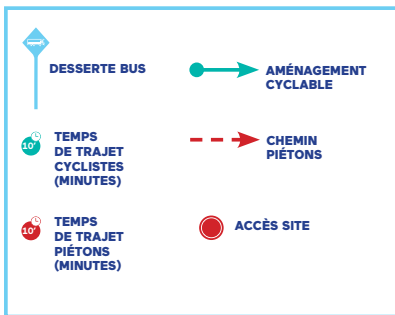 DESSERTE BUS
AMÉNAGEMENT
CYCLABLE
10'
TEMPS
DE TRAJET
CYCLISTES
(MINUTES)
CHEMIN
PIÉTONS
10'
TEMPS
DE TRAJET
PIÉTONS
(MINUTES)
ACCÈS SITE